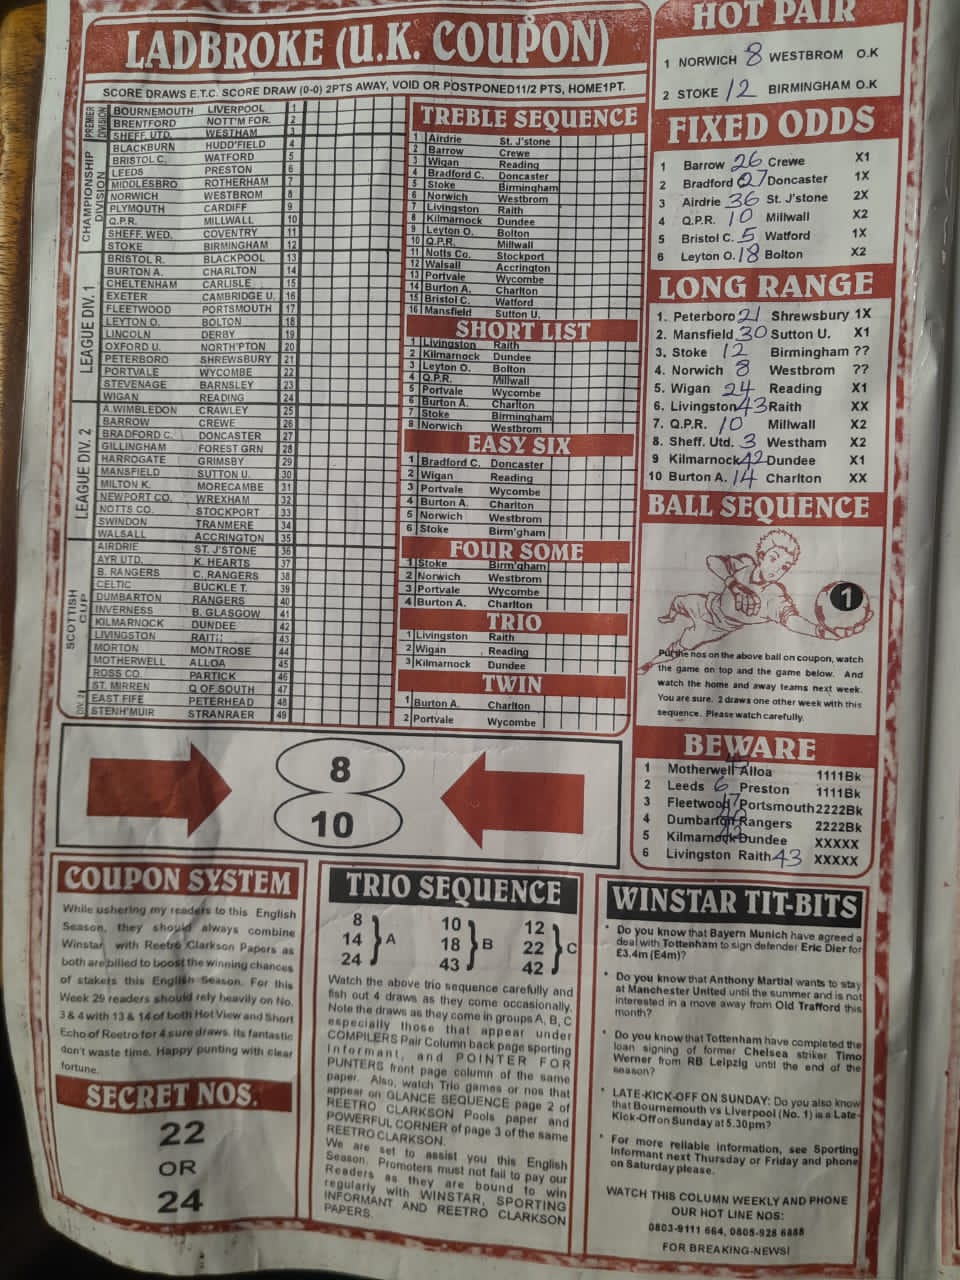 LADBROKE (U.K. COUPON)
SCORE DRAWS E.T.C. SCORE DRAW (0-0) 2PTS AWAY, VOID OR POSTPONED11/2 PTS, HOME1PT.
PREMIER DIVISION
BOURNEMOUTH LIVERPOOL 1
BRENTFORD NOTT'M FOR. 2
SHEFF. UTD. WESTHAM 3
CHAMPIONSHIP DIVISION
BLACKBURN HUDD'FIELD 4
BRISTOL C. WATFORD 5
LEEDS PRESTON 6
MIDDLESBRO ROTHERHAM 7
NORWICH WESTBROM 8
PLYMOUTH CARDIFF 9
Q.P.R. MILLWALL 10
SHEFF. WED. COVENTRY 11
STOKE BIRMINGHAM 12
LEAGUE DIV. 1
BRISTOL R. BLACKPOOL 13
BURTON A. CHARLTON 14
CHELTENHAM CARLISLE 15
EXETER CAMBRIDGE U. 16
FLEETWOOD PORTSMOUTH 17
LEYTON O. BOLTON 18
LINCOLN DERBY 19
OXFORD U. NORTH'PTON 20
PETERBORO SHREWSBURY 21
PORTVALE WYCOMBE 22
STEVENAGE BARNSLEY 23
WIGAN READING 24
LEAGUE DIV. 2
A.WIMBLEDON CRAWLEY 25
BARROW CREWE 26
BRADFORD C. DONCASTER 27
GILLINGHAM FOREST GRN 28
HARROGATE GRIMSBY 29
MANSFIELD SUTTON U. 30
MILTON K. MORECAMBE 31
NEWPORT CO. WREXHAM 32
NOTTS CO. STOCKPORT 33
SWINDON TRANMERE 34
WALSALL ACCRINGTON 35
SCOTTISH CUP
AIRDRIE ST. J'STONE 36
AYR UTD. K. HEARTS 37
B. RANGERS C. RANGERS 38
CELTIC BUCKLE T. 39
DUMBARTON RANGERS 40
INVERNESS B. GLASGOW 41
KILMARNOCK DUNDEE 42
LIVINGSTON RAITH 43
MORTON MONTROSE 44
MOTHERWELL ALLOA 45
ROSS CO. PARTICK 46
ST. MIRREN Q OF SOUTH 47
EAST FIFE PETERHEAD 48
STENH'MUIR STRANRAER 49
TREBLE SEQUENCE
1 Airdrie St. J'stone
2 Barrow Crewe
3 Wigan Reading
4 Bradford C. Doncaster
5 Stoke Birmingham
6 Norwich Westbrom
7 Livingston Raith
8 Kilmarnock Dundee
9 Leyton O. Bolton
10 Q.P.R. Millwall
11 Notts Co. Stockport
12 Walsall Accrington
13 Portvale Wycombe
14 Burton A. Charlton
15 Bristol C. Watford
16 Mansfield Sutton U.
SHORT LIST
1 Livingston Raith
2 Kilmarnock Dundee
3 Leyton O. Bolton
4 Q.P.R. Millwall
5 Portvale Wycombe
6 Burton A. Charlton
7 Stoke Birmingham
8 Norwich Westbrom
EASY SIX
1 Bradford C. Doncaster
2 Wigan Reading
3 Portvale Wycombe
4 Burton A. Charlton
5 Norwich Westbrom
6 Stoke Birm'gham
FOUR SOME
1 Stoke Birm'gham
2 Norwich Westbrom
3 Portvale Wycombe
4 Burton A. Charlton
TRIO
1 Livingston Raith
2 Wigan Reading
3 Kilmarnock Dundee
TWIN
1 Burton A. Charlton
2 Portvale Wycombe
HOT PAIR
1 NORWICH 8 WESTBROM O.K
2 STOKE 12 BIRMINGHAM O.K
FIXED ODDS
1 Barrow 26 Crewe X1
2 Bradford C 27 Doncaster 1X
3 Airdrie 36 St. J'stone 2X
4 Q.P.R. 10 Millwall X2
5 Bristol C. 5 Watford 1X
6 Leyton O. 18 Bolton X2
LONG RANGE
1. Peterboro 21 Shrewsbury 1X
2. Mansfield 30 Sutton U. X1
3. Stoke 12 Birmingham ??
4. Norwich 8 Westbrom ??
5. Wigan 24 Reading X1
6. Livingston 43 Raith XX
7. Q.P.R. 10 Millwall X2
8. Sheff. Utd. 3 Westham X2
9 Kilmarnock 42 Dundee X1
10 Burton A. 14 Charlton XX
BALL SEQUENCE
1
Put the nos on the above ball on coupon, watch
the game on top and the game below. And
watch the home and away teams next week.
You are sure. 2 draws one other week with this
sequence. Please watch carefully.
BEWARE
1 Motherwell Alloa 1111Bk
2 Leeds 6 Preston 1111Bk
3 Fleetwood 17 Portsmouth 2222Bk
4 Dumbarton Rangers 2222Bk
5 Kilmarnock 42 Dundee XXXXX
6 Livingston Raith 43 XXXXX
8
10
COUPON SYSTEM
While ushering my readers to this English
Season, they should always combine
Winstar with Reetro Clarkson Papers as
both are billed to boost the winning chances
of stakers this English Season. For this
Week 29 readers should rely heavily on No.
3 & 4 with 13 & 14 of both Hot View and Short
Echo of Reetro for 4 sure draws. Its fantastic
don't waste time. Happy punting with clear
fortune.
SECRET NOS.
22
OR
24
TRIO SEQUENCE
8 10 12
14 A 18 B 22 C
24 43 42
Watch the above trio sequence carefully and
fish out 4 draws as they come occasionally.
Note the draws as they come in groups A, B, C
especially those that appear under
COMPILERS Pair Column back page sporting
Informant, and POINTER FOR
PUNTERS front page column of the same
paper. Also, watch Trio games or nos that
appear on GLANCE SEQUENCE page 2 of
REETRO CLARKSON Pools paper and
POWERFUL CORNER of page 3 of the same
REETRO CLARKSON.
We are set to assist you this English
Season. Promoters must not fail to pay our
Readers as they are bound to win
regularly with WINSTAR, SPORTING
INFORMANT AND REETRO CLARKSON
PAPERS.
WINSTAR TIT-BITS
* Do you know that Bayern Munich have agreed a
deal with Tottenham to sign defender Eric Dier for
£3.4m (E4m)?
* Do you know that Anthony Martial wants to stay
at Manchester United until the summer and is not
interested in a move away from Old Trafford this
month?
* Do you know that Tottenham have completed the
loan signing of former Chelsea striker Timo
Werner from RB Leipzig until the end of the
season?
* LATE-KICK-OFF ON SUNDAY: Do you also know
that Bournemouth vs Liverpool (No. 1) is a Late-
Kick-Off on Sunday at 5.30pm?
* For more reliable information, see Sporting
Informant next Thursday or Friday and phone
on Saturday please.
WATCH THIS COLUMN WEEKLY AND PHONE
OUR HOT LINE NOS:
0803-9111 664, 0805-928 6888
FOR BREAKING-NEWS!